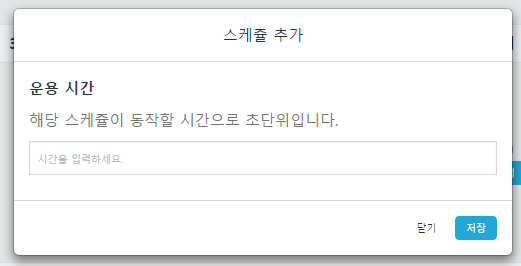 스케줄 추가
운용 시간
해당 스케쥴이 동작할 시간으로 초단위입니다.
시간을 입력하세요.
닫기
저장